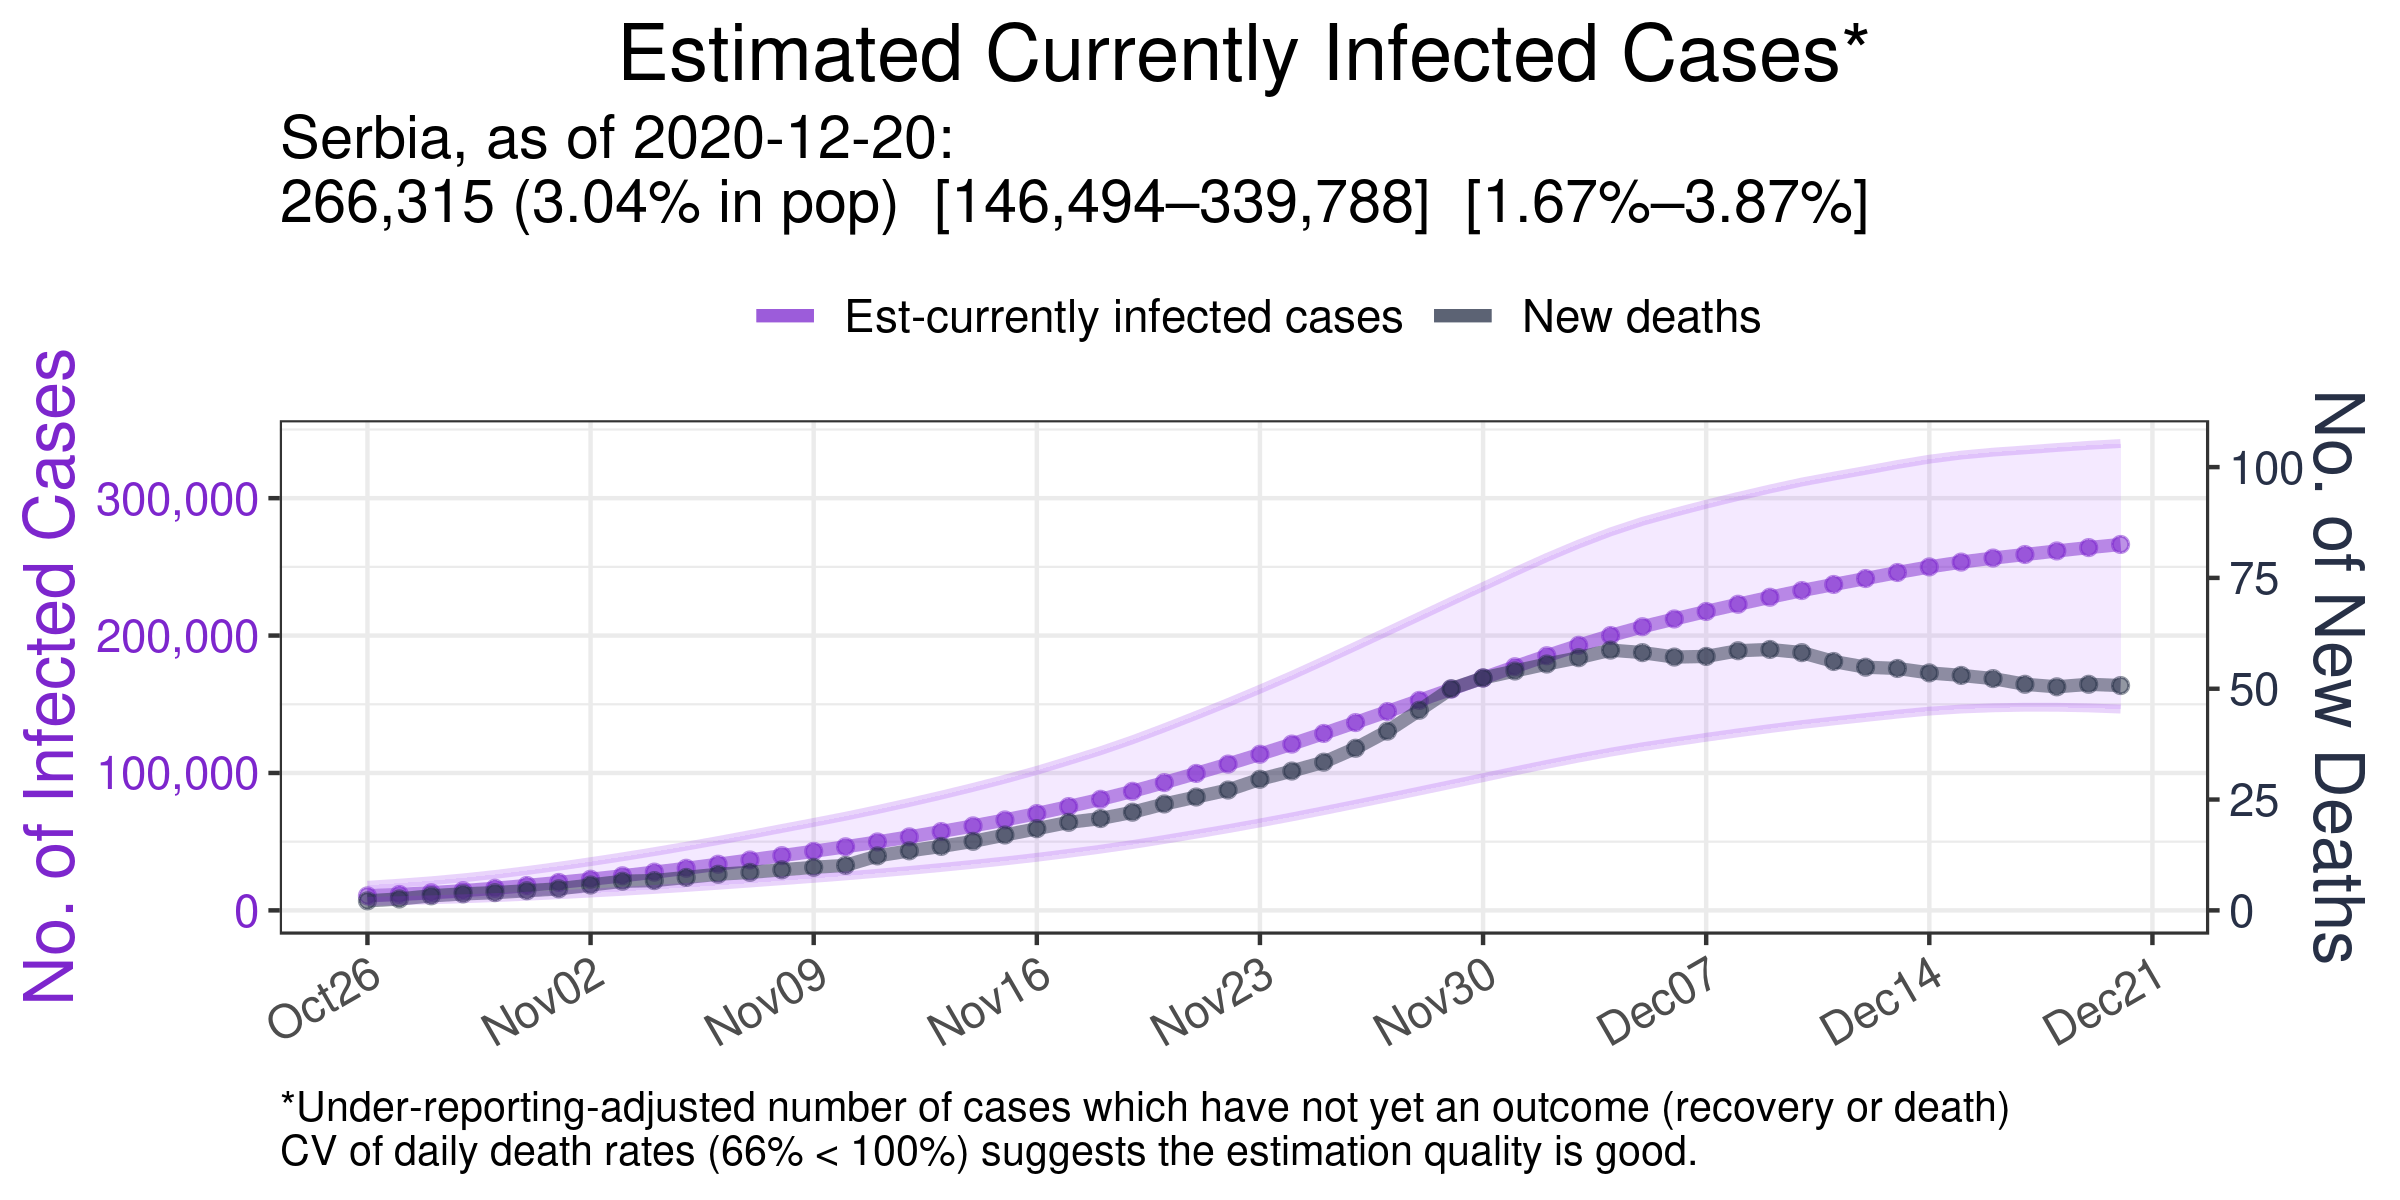 Estimated Currently Infected Cases*
Serbia, as of 2020-12-20:
266,315 (3.04% in pop)  [146,494–339,788]  [1.67%–3.87%]
Est-currently infected cases
New deaths
No. of Infected Cases
300,000
200,000
100,000
0
No. of New Deaths
100
75
50
25
0
Oct26
Nov02
Nov09
Nov16
Nov23
Nov30
Dec07
Dec14
Dec21
*Under-reporting-adjusted number of cases which have not yet an outcome (recovery or death)
CV of daily death rates (66% < 100%) suggests the estimation quality is good.